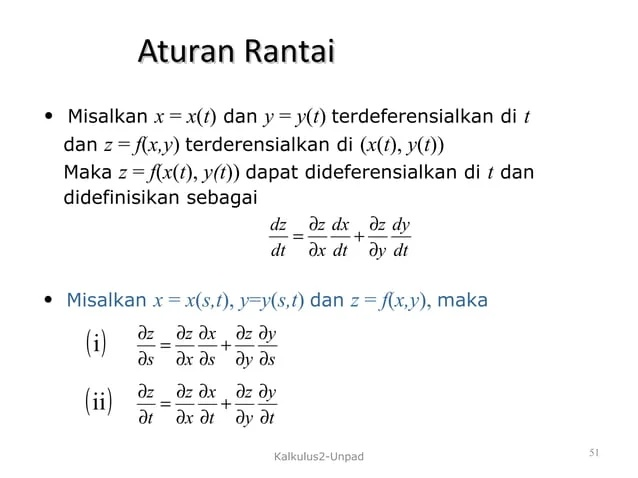 Aturan Rantai
• Misalkan x = x(t) dan y = y(t) terdeferensialkan di t
dan z = f(x,y) terderensialkan di (x(t), y(t))
Maka z = f(x(t), y(t)) dapat dideferensialkan di t dan
didefinisikan sebagai
dz/dt = ∂z/∂x dx/dt + ∂z/∂y dy/dt
• Misalkan x = x(s,t), y=y(s,t) dan z = f(x,y), maka
(i) ∂z/∂s = ∂z/∂x ∂x/∂s + ∂z/∂y ∂y/∂s
(ii) ∂z/∂t = ∂z/∂x ∂x/∂t + ∂z/∂y ∂y/∂t
Kalkulus2-Unpad
51